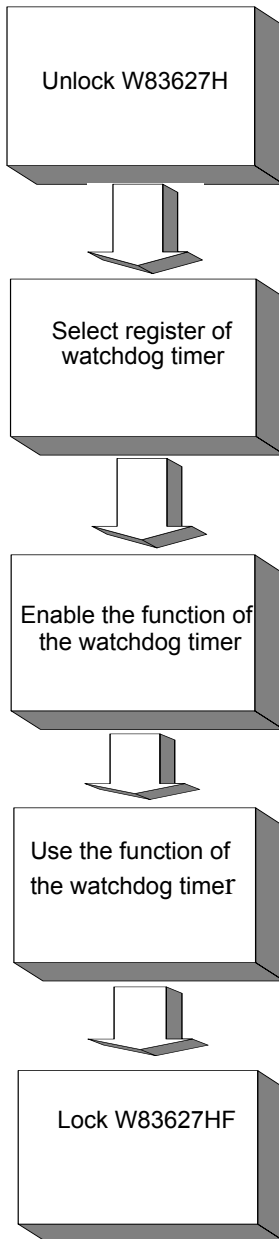 Unlock W83627H
Select register of
watchdog timer
Enable the function of
the watchdog timer
Use the function of
the watchdog timer
Lock W83627HF